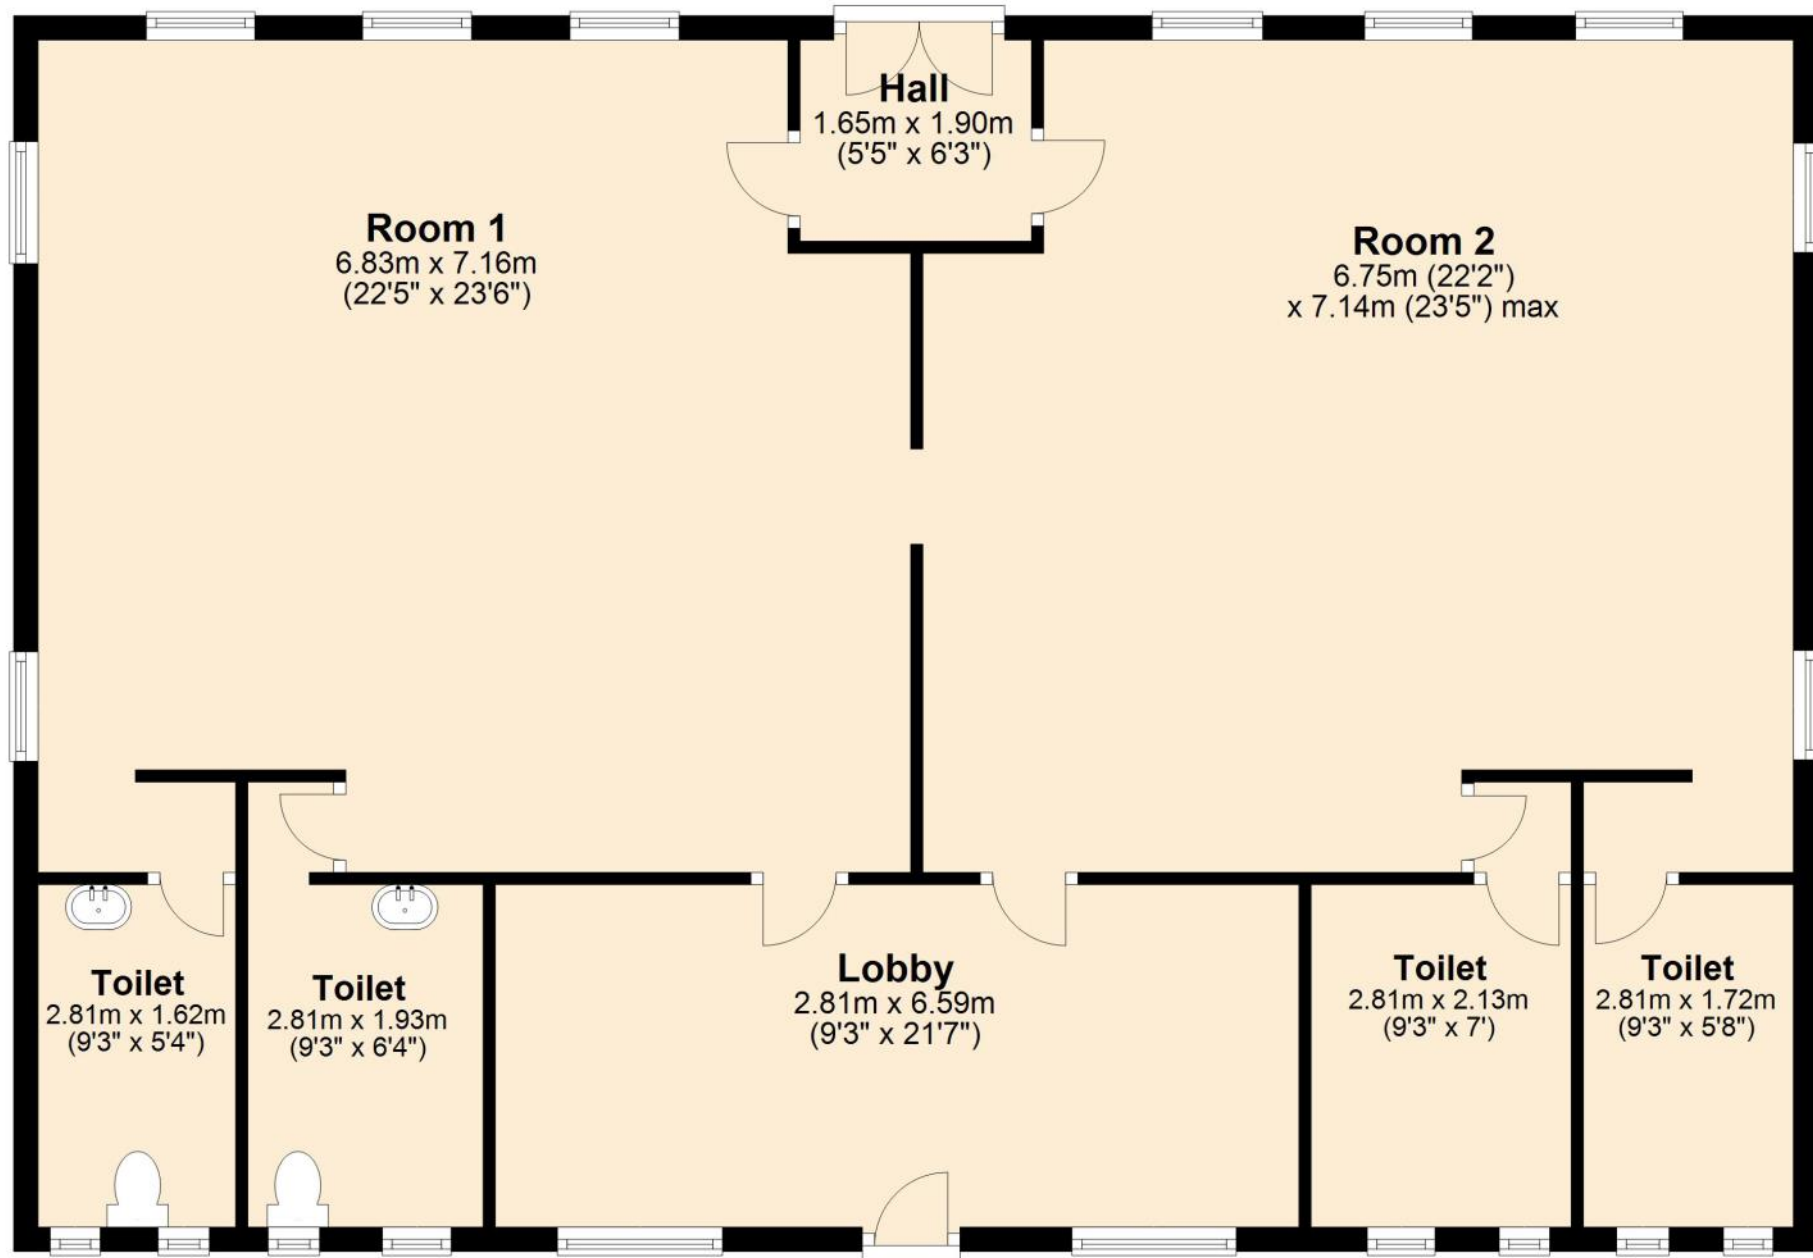 Hall
1.65m x 1.90m
(5'5" x 6'3")
Room 1
6.83m x 7.16m
(22'5" x 23'6")
Room 2
6.75m (22'2")
x 7.14m (23'5") max
Toilet
2.81m x 1.62m
(9'3" x 5'4")
Toilet
2.81m x 1.93m
(9'3" x 6'4")
Lobby
2.81m x 6.59m
(9'3" x 21'7")
Toilet
2.81m x 2.13m
(9'3" x 7')
Toilet
2.81m x 1.72m
(9'3" x 5'8")